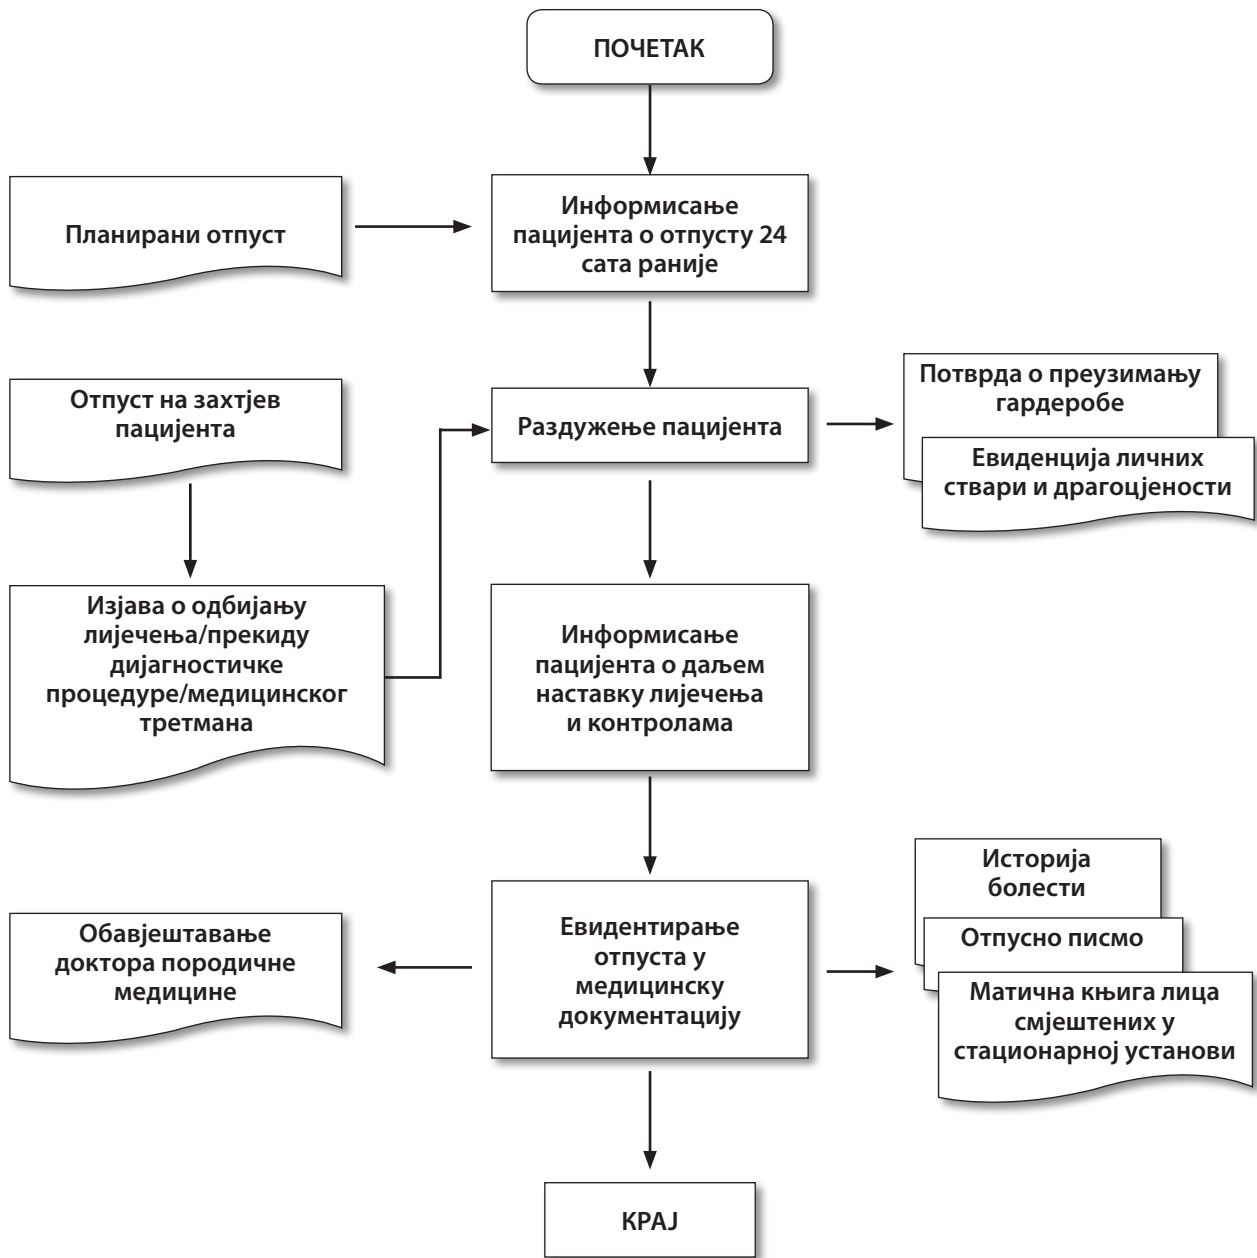 ПОЧЕТАК
Планирани отпуст
Информисање
пацијента о отпусту 24
сата раније
Отпуст на захтјев
пацијента
Раздужење пацијента
Потврда о преузимању
гардеробе
Евиденција личних
ствари и драгоцјености
Изјава о одбијању
лијечења/прекиду
дијагностичке
процедуре/медицинског
третмана
Информисање
пацијента о даљем
наставку лијечења
и контролама
Обавјештавање
доктора породичне
медицине
Евидентирање
отпуста у
медицинску
документацију
Историја
болести
Отпусно писмо
Матична књига лица
смјештених у
стационарној установи
КРАЈ